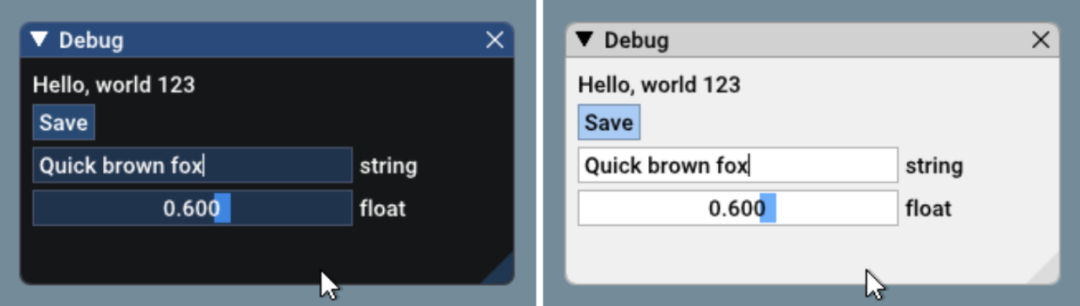 Debug
Hello, world 123
Save
Quick brown fox string
0.600 float
Debug
Hello, world 123
Save
Quick brown fox string
0.600 float